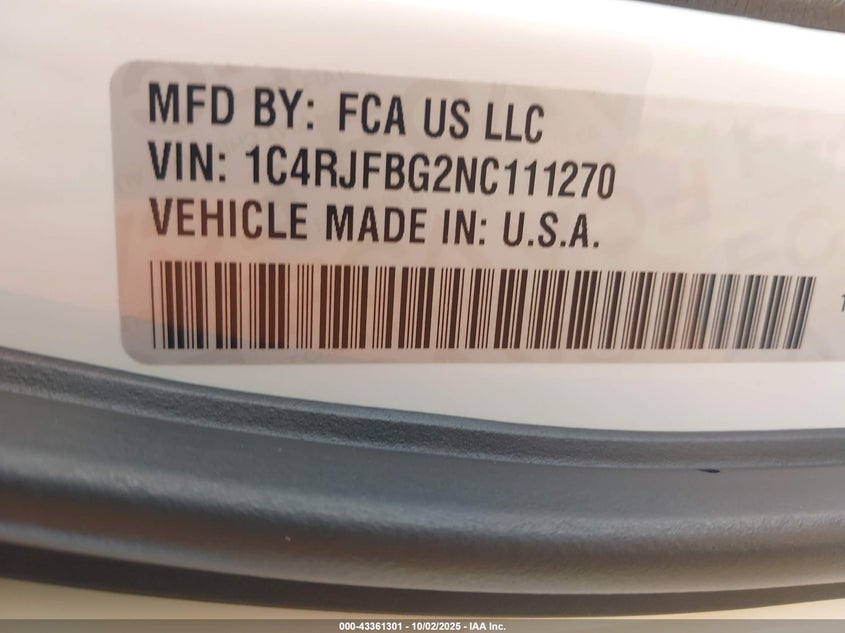 MFD BY: FCA US LLC
VIN: 1C4RJFBG2NC111270
VEHICLE MADE IN: U.S.A.
000-43361301 - 10/02/2025 - IAA Inc.